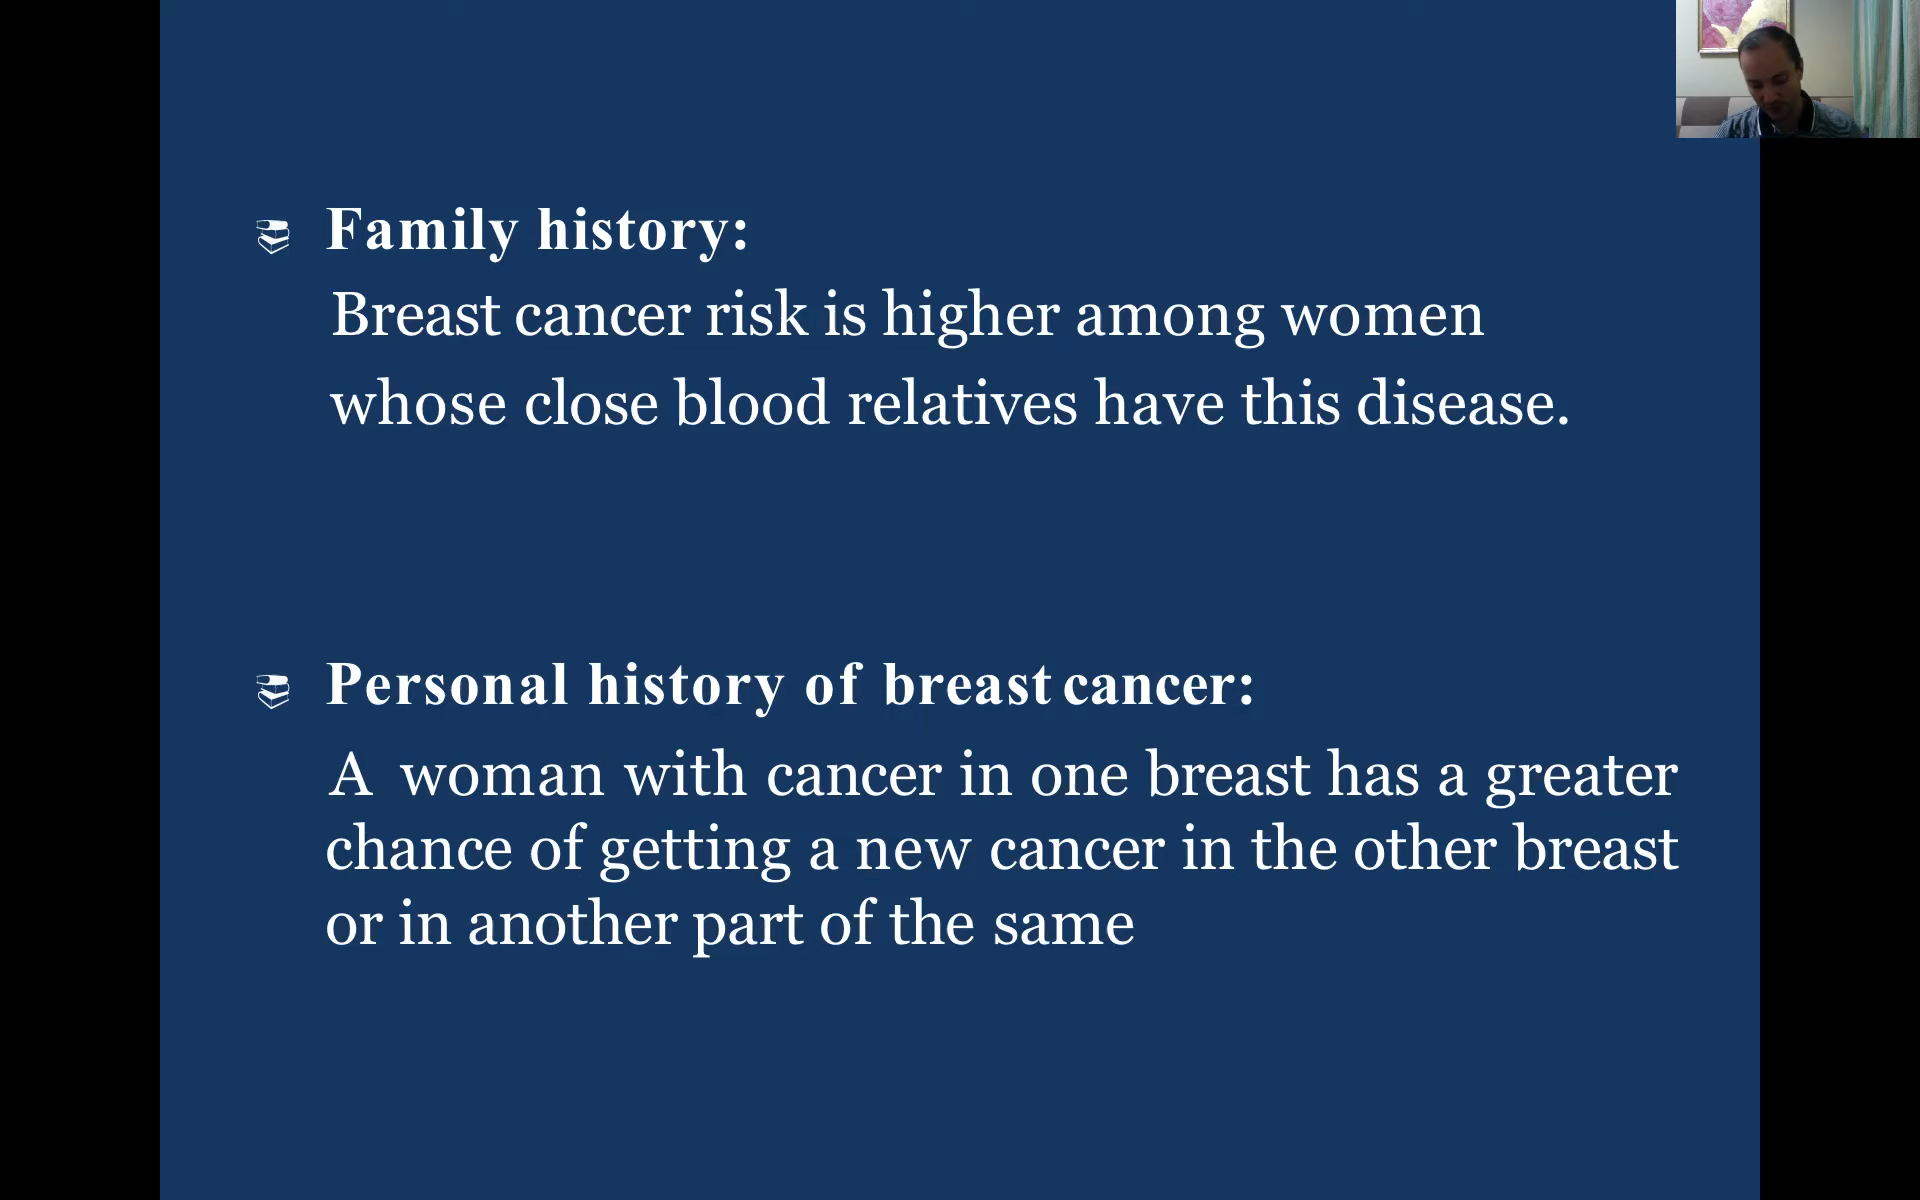 Family history:
Breast cancer risk is higher among women
whose close blood relatives have this disease.
Personal history of breast cancer:
A woman with cancer in one breast has a greater
chance of getting a new cancer in the other breast
or in another part of the same